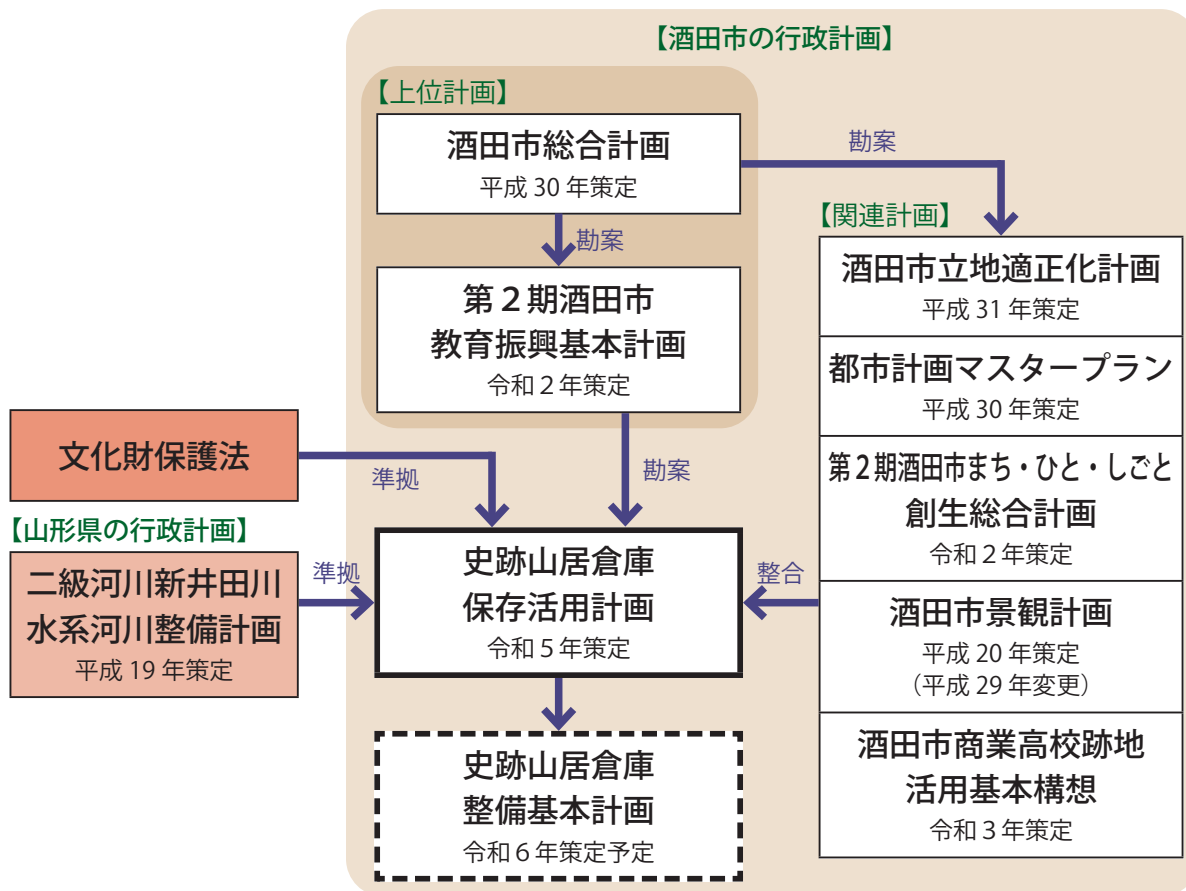 【酒田市の行政計画】
【上位計画】
酒田市総合計画
平成 30 年策定
勘案
勘案
第２期酒田市
教育振興基本計画
令和２年策定
【関連計画】
酒田市立地適正化計画
平成 31 年策定
都市計画マスタープラン
平成 30 年策定
第２期酒田市まち・ひと・しごと
創生総合計画
令和２年策定
酒田市景観計画
平成 20 年策定
（平成 29 年変更）
酒田市商業高校跡地
活用基本構想
令和３年策定
文化財保護法
準拠
勘案
【山形県の行政計画】
二級河川新井田川
水系河川整備計画
平成 19 年策定
準拠
史跡山居倉庫
保存活用計画
令和５年策定
整合
史跡山居倉庫
整備基本計画
令和６年策定予定